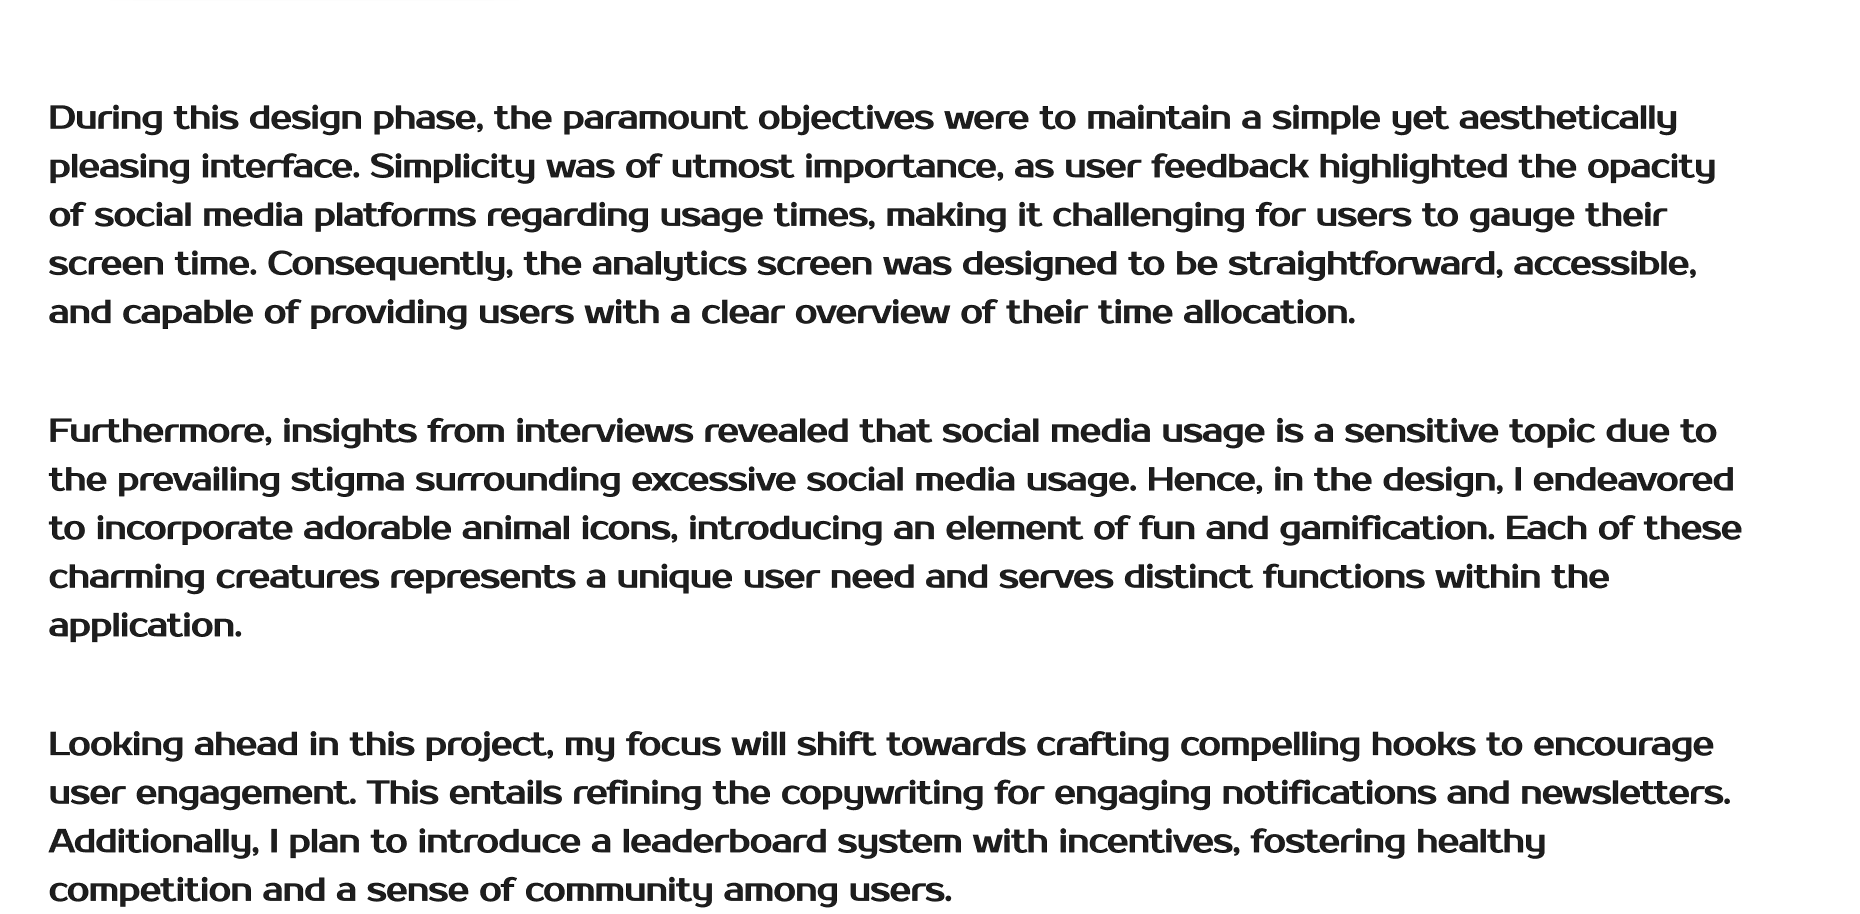 During this design phase, the paramount objectives were to maintain a simple yet aesthetically
pleasing interface. Simplicity was of utmost importance, as user feedback highlighted the opacity
of social media platforms regarding usage times, making it challenging for users to gauge their
screen time. Consequently, the analytics screen was designed to be straightforward, accessible,
and capable of providing users with a clear overview of their time allocation.
Furthermore, insights from interviews revealed that social media usage is a sensitive topic due to
the prevailing stigma surrounding excessive social media usage. Hence, in the design, I endeavored
to incorporate adorable animal icons, introducing an element of fun and gamification. Each of these
charming creatures represents a unique user need and serves distinct functions within the
application.
Looking ahead in this project, my focus will shift towards crafting compelling hooks to encourage
user engagement. This entails refining the copywriting for engaging notifications and newsletters.
Additionally, I plan to introduce a leaderboard system with incentives, fostering healthy
competition and a sense of community among users.